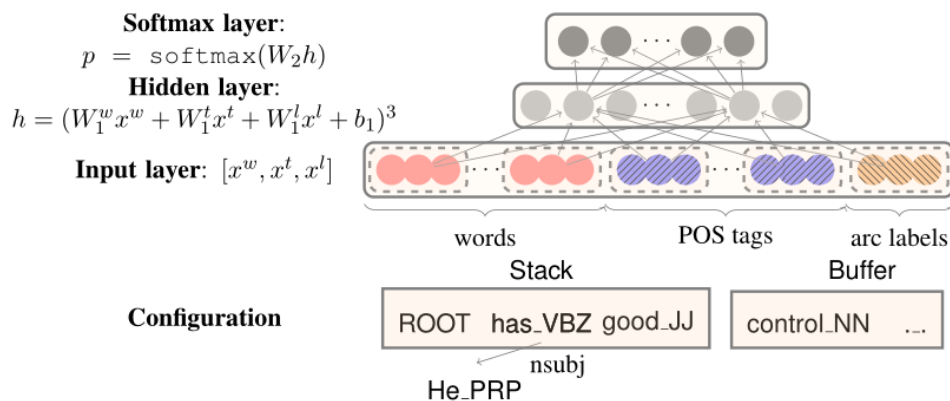 Softmax layer:
p = softmax(W₂h)
Hidden layer:
h = (W₁ʷxʷ + W₁ᵗxᵗ + W₁ˡxˡ + b₁)³
Input layer: [xʷ, xᵗ, xˡ]
··· 
··· ···
words POS tags arc labels
Stack Buffer
Configuration ROOT has_VBZ good_JJ control_NN ._.
nsubj
He_PRP